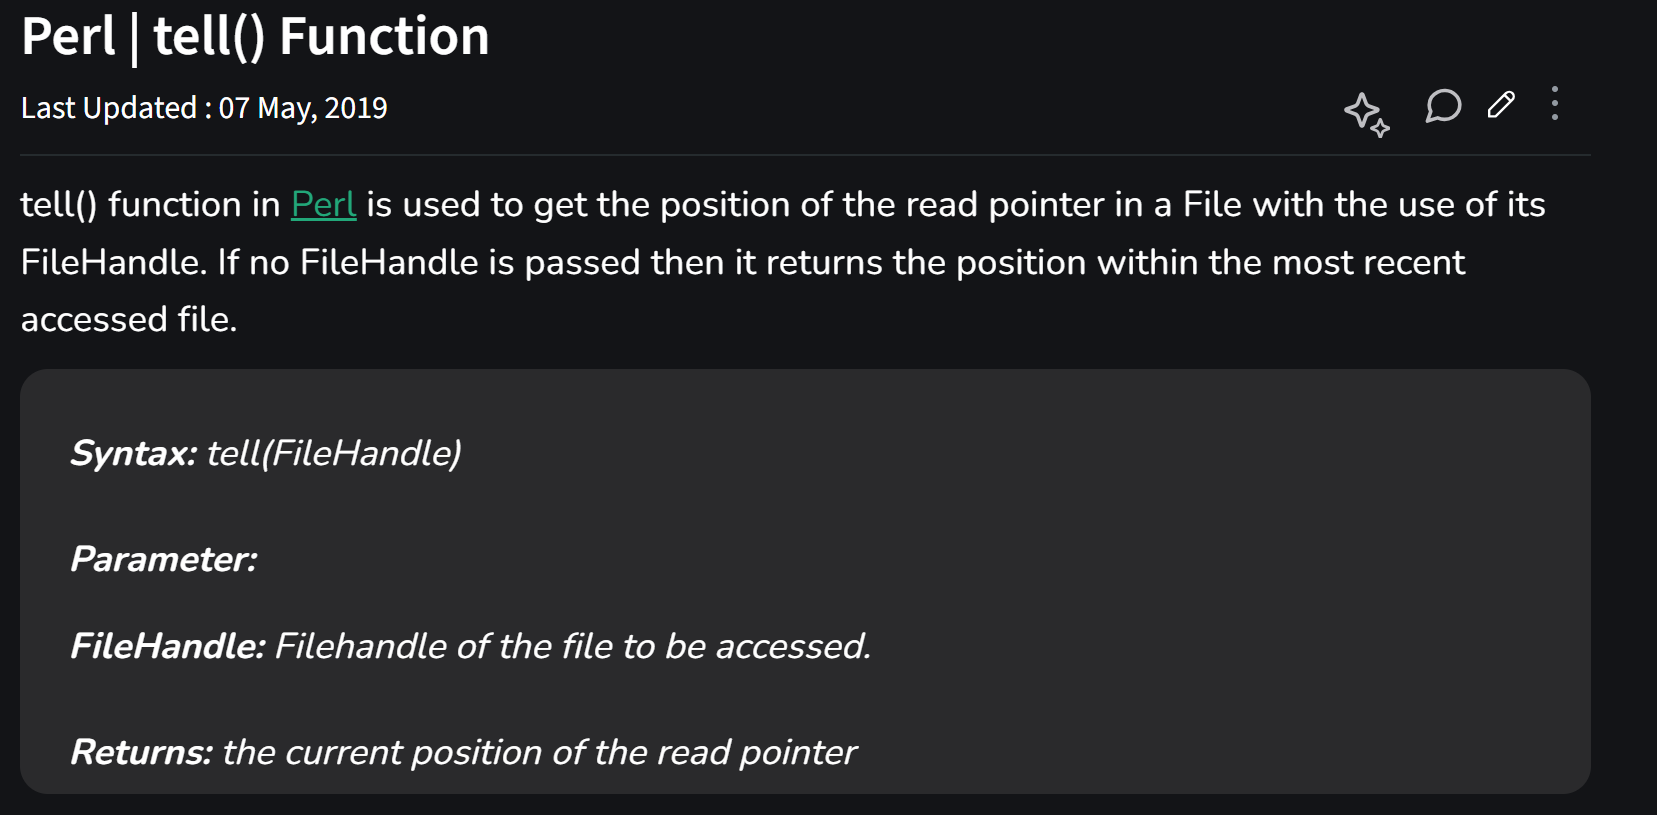 Perl | tell() Function
Last Updated : 07 May, 2019
tell() function in Perl is used to get the position of the read pointer in a File with the use of its
FileHandle. If no FileHandle is passed then it returns the position within the most recent
accessed file.
Syntax: tell(FileHandle)
Parameter:
FileHandle: Filehandle of the file to be accessed.
Returns: the current position of the read pointer